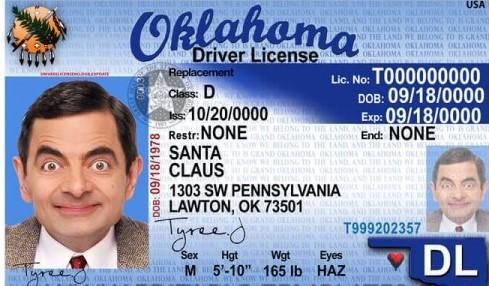 USA
Oklahoma
Driver License
Replacement
Lic. No: T000000000
Class: D
DOB: 09/18/0000
Iss: 10/20/0000
Exp: 09/18/0000
Restr: NONE
End: NONE
SANTA
CLAUS
1303 SW PENNSYLVANIA
LAWTON, OK 73501
DOB: 09/18/1978
T999202357
Tyree J
Sex Hgt Wgt Eyes
M 5'-10" 165 lb HAZ
Tyree J
DL